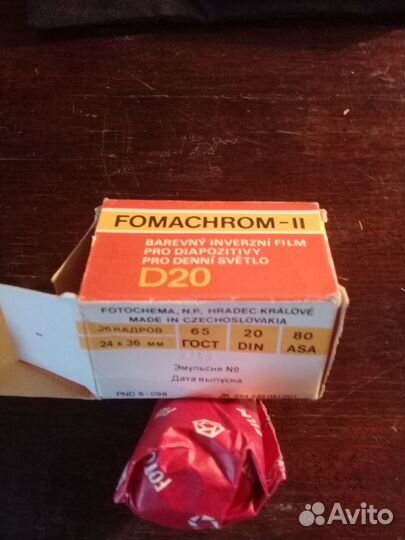 FOMACHROM-II
BAREVNÝ INVERZNÍ FILM
PRO DIAPOZITIVY
PRO DENNÍ SVĚTLO
D20
FOTOCHEMA, N.P., HRADEC KRÁLOVÉ
MADE IN CZECHOSLOVAKIA
36 КАДРОВ 65 20 80
24 x 36 мм ГОСТ DIN ASA
Эмульсия №
Дата выпуска
PND 6-098
Avito